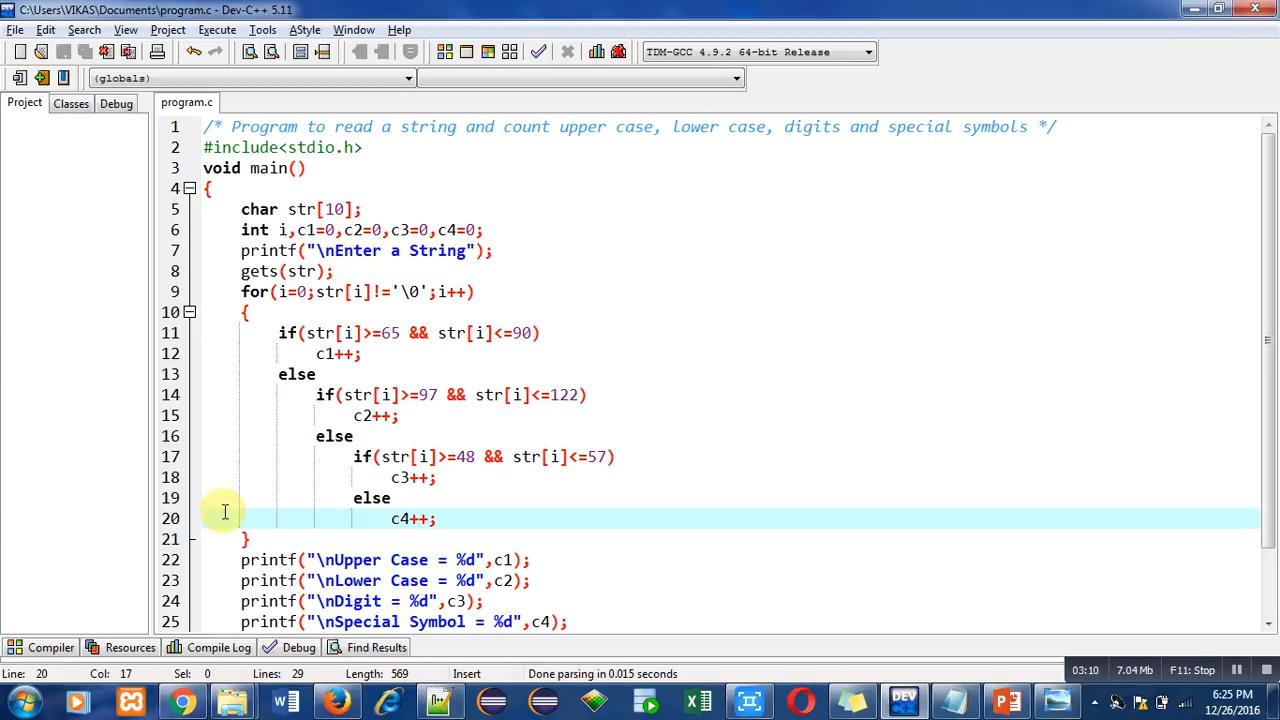 C:\Users\VIKAS\Documents\program.c - Dev-C++ 5.11
File Edit Search View Project Execute Tools AStyle Window Help
TDM-GCC 4.9.2 64-bit Release
(globals)
Project Classes Debug program.c
1 /* Program to read a string and count upper case, lower case, digits and special symbols */
2 #include<stdio.h>
3 void main()
4 {
5 char str[10];
6 int i,c1=0,c2=0,c3=0,c4=0;
7 printf("\nEnter a String");
8 gets(str);
9 for(i=0;str[i]!='\0';i++)
10 {
11 if(str[i]>=65 && str[i]<=90)
12 c1++;
13 else
14 if(str[i]>=97 && str[i]<=122)
15 c2++;
16 else
17 if(str[i]>=48 && str[i]<=57)
18 c3++;
19 else
20 c4++;
21 }
22 printf("\nUpper Case = %d",c1);
23 printf("\nLower Case = %d",c2);
24 printf("\nDigit = %d",c3);
25 printf("\nSpecial Symbol = %d",c4);
Compiler Resources Compile Log Debug Find Results
Line: 20 Col: 17 Sel: 0 Lines: 29 Length: 569 Insert Done parsing in 0.015 seconds
03:10 7.04 Mb F11: Stop
DEV
6:25 PM
12/26/2016